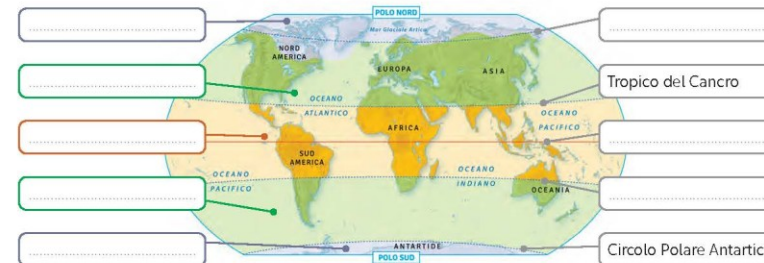 POLO NORD
Mar Glaciale Artico
NORD
AMERICA
EUROPA
ASIA
Tropico del Cancro
OCEANO
ATLANTICO
OCEANO
PACIFICO
AFRICA
SUD
AMERICA
OCEANO
PACIFICO
OCEANO
INDIANO
OCEANIA
ANTARTIDE
POLO SUD
Circolo Polare Antartic